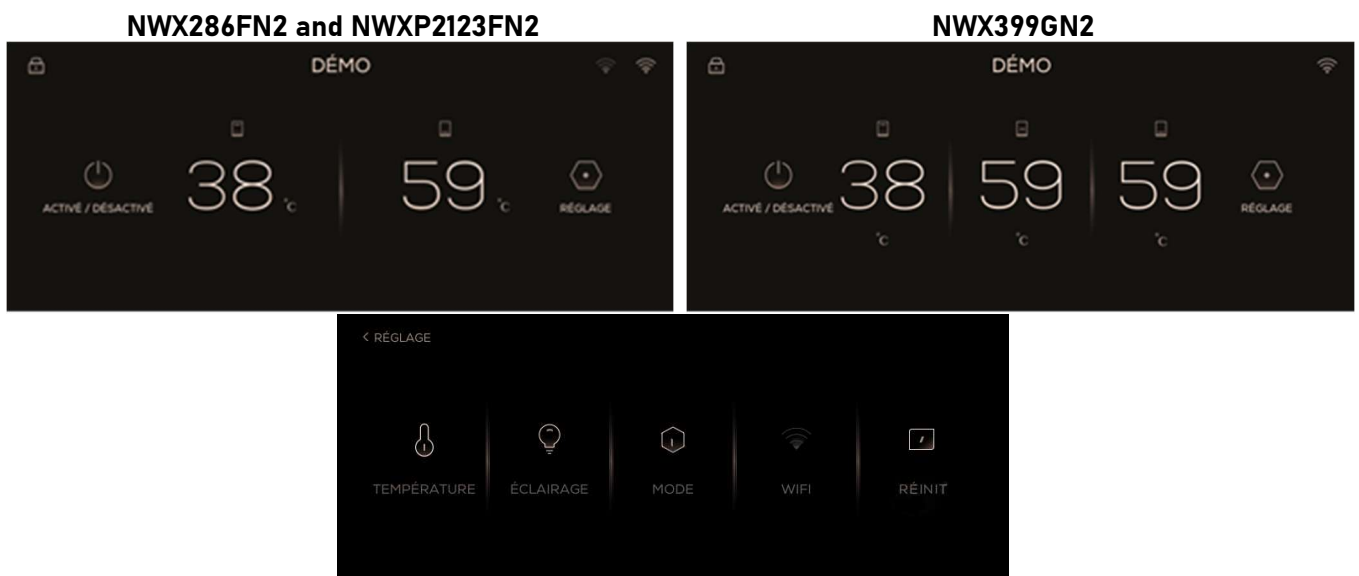 NWX286FN2 and NWXP2123FN2
NWX399GN2
DÉMO
38 °C
59 °C
ACTIVÉ / DÉSACTIVÉ
RÉGLAGE
DÉMO
38
59
59
ACTIVÉ / DÉSACTIVÉ
RÉGLAGE
°C
°C
°C
< RÉGLAGE
TEMPÉRATURE
ÉCLAIRAGE
MODE
WIFI
RÉINIT